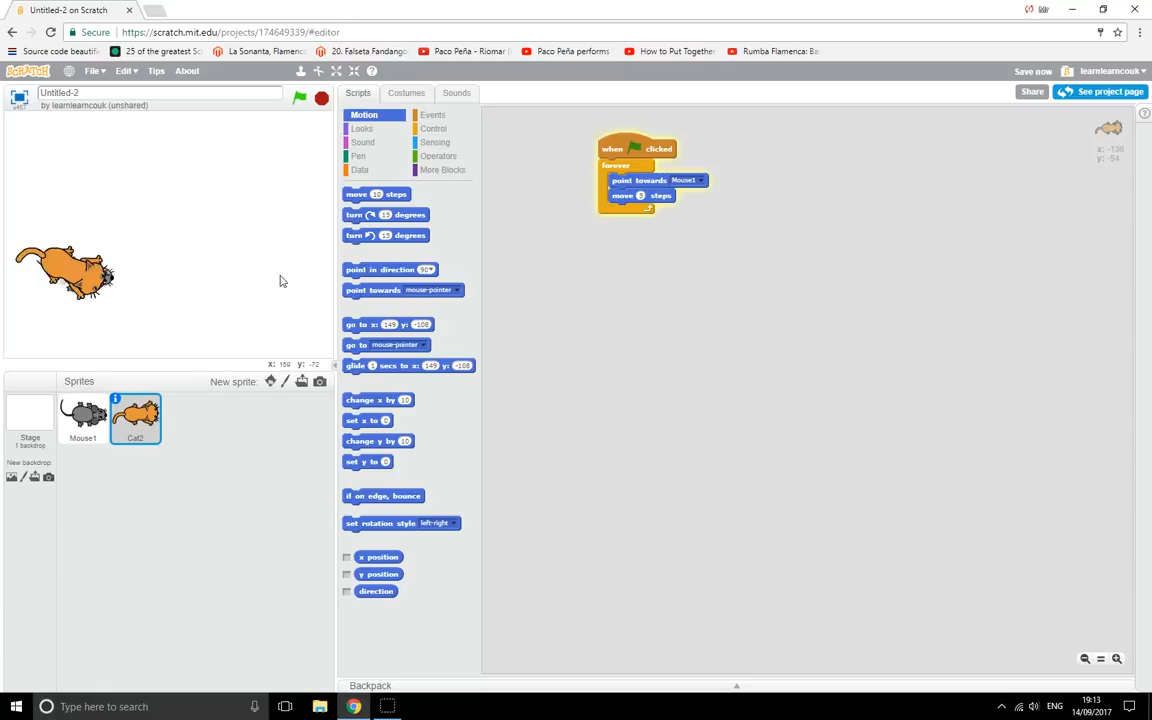 Untitled-2 on Scratch
Mr
Secure https://scratch.mit.edu/projects/174649339/#editor
Source code beautifi
25 of the greatest Sc
La Sonanta, Flamenc
20. Falseta Fandango
Paco Peña - Riomar (
Paco Peña performs
How to Put Together
Rumba Flamenca: Ba
SCRATCH File Edit Tips About Save now learnlearncouk
Untitled-2
by learnlearncouk (unshared)
v457
Scripts Costumes Sounds Share See project page
Motion Events
Looks Control
Sound Sensing
Pen Operators
Data More Blocks
move 10 steps
turn 15 degrees
turn 15 degrees
point in direction 90
point towards mouse-pointer
go to x: 149 y: -108
go to mouse-pointer
glide 1 secs to x: 149 y: -108
change x by 10
set x to 0
change y by 10
set y to 0
if on edge, bounce
set rotation style left-right
x position
y position
direction
when clicked
forever
point towards Mouse1
move 5 steps
x: -136
y: -54
x: 159 y: -72
Sprites New sprite:
Stage
1 backdrop
New backdrop:
Mouse1
Cat2
Backpack
Type here to search
ENG
19:13
14/09/2017